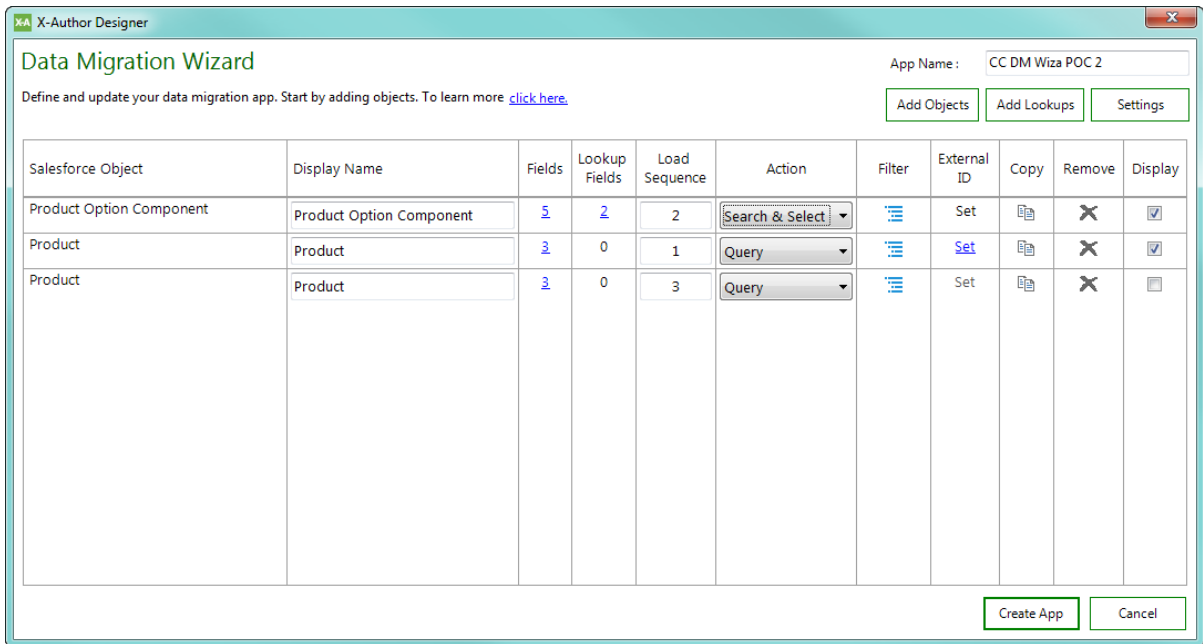 X-A X-Author Designer
x
Data Migration Wizard
App Name :
CC DM Wiza POC 2
Define and update your data migration app. Start by adding objects. To learn more click here.
Add Objects
Add Lookups
Settings
Salesforce Object
Display Name
Fields
Lookup
Fields
Load
Sequence
Action
Filter
External
ID
Copy
Remove
Display
Product Option Component
Product Option Component
5
2
2
Search & Select
Set
Product
Product
3
0
1
Query
Set
Product
Product
3
0
3
Query
Set
Create App
Cancel